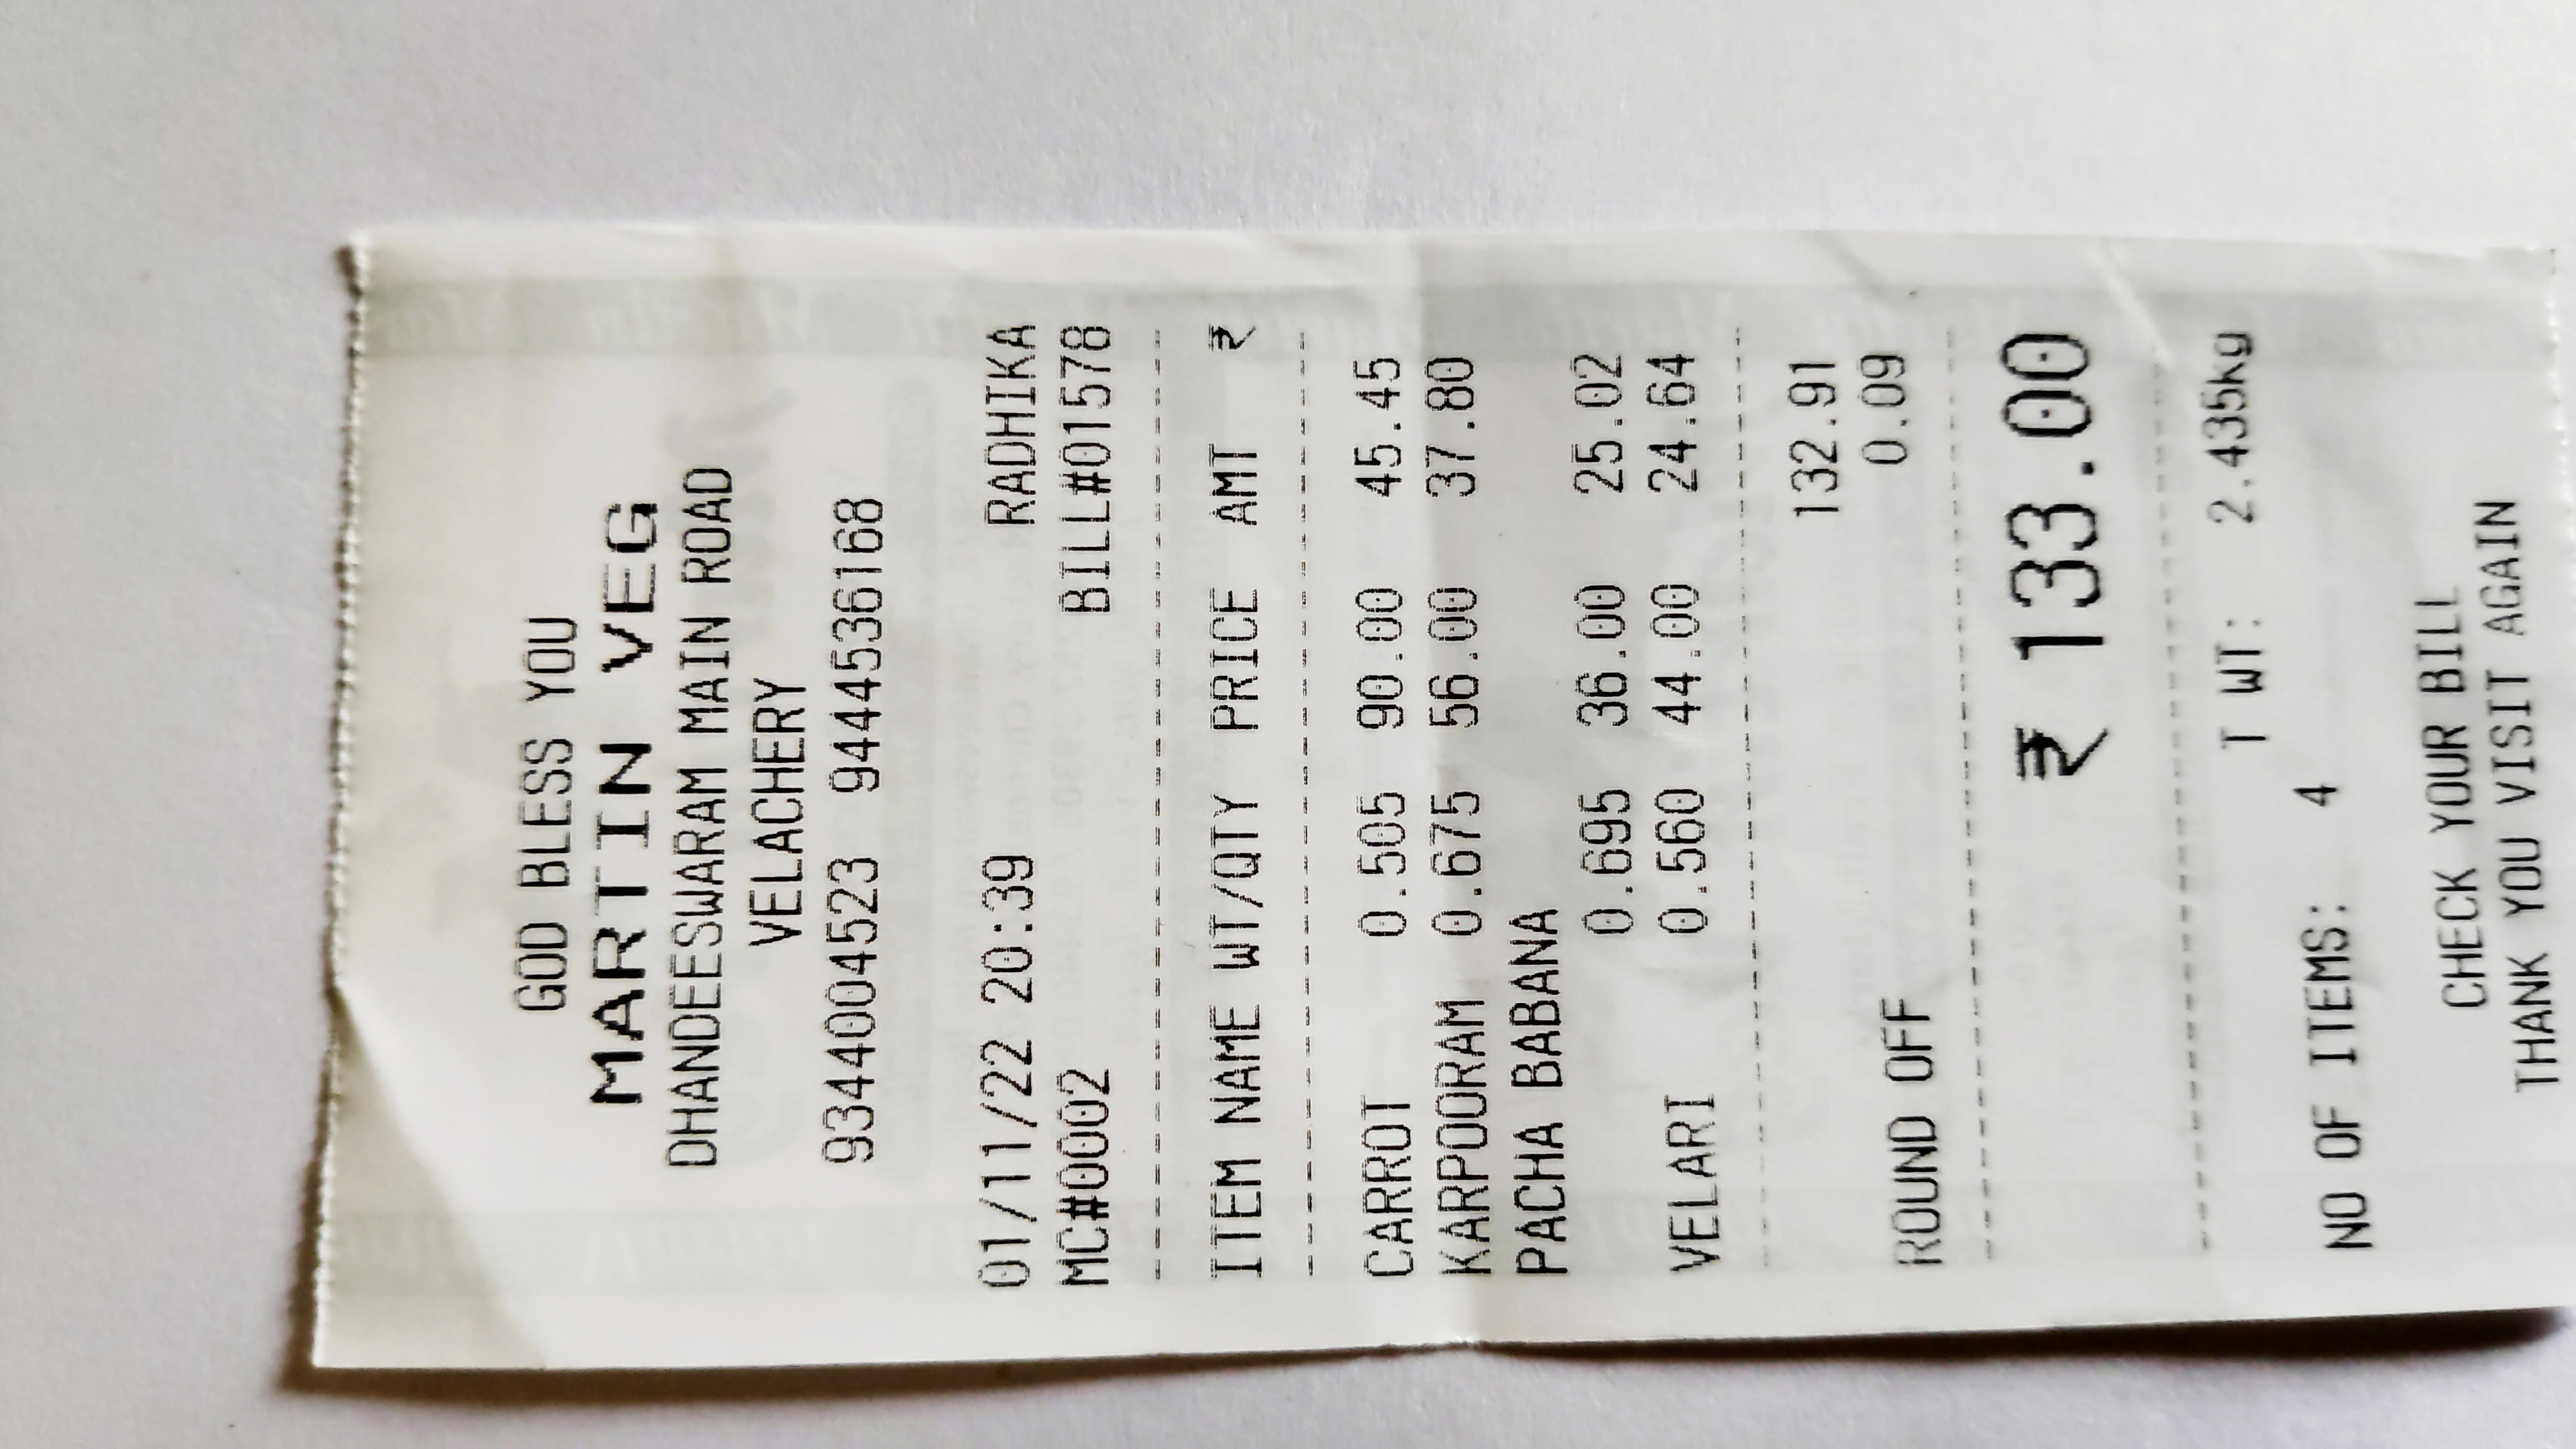 GOD BLESS YOU
MARTIN VEG
DHANDEESWARAM MAIN ROAD
VELACHERY
9344004523 9444536168
01/11/22 20:39 RADHIKA
MC#0002 BILL#01578
ITEM NAME WT/QTY PRICE AMT ₹
CARROT 0.505 90.00 45.45
KARPOORAM 0.675 56.00 37.80
PACHA BABANA
0.695 36.00 25.02
VELARI 0.560 44.00 24.64
132.91
ROUND OFF 0.09
₹ 133.00
T WT: 2.435kg
NO OF ITEMS: 4
CHECK YOUR BILL
THANK YOU VISIT AGAIN